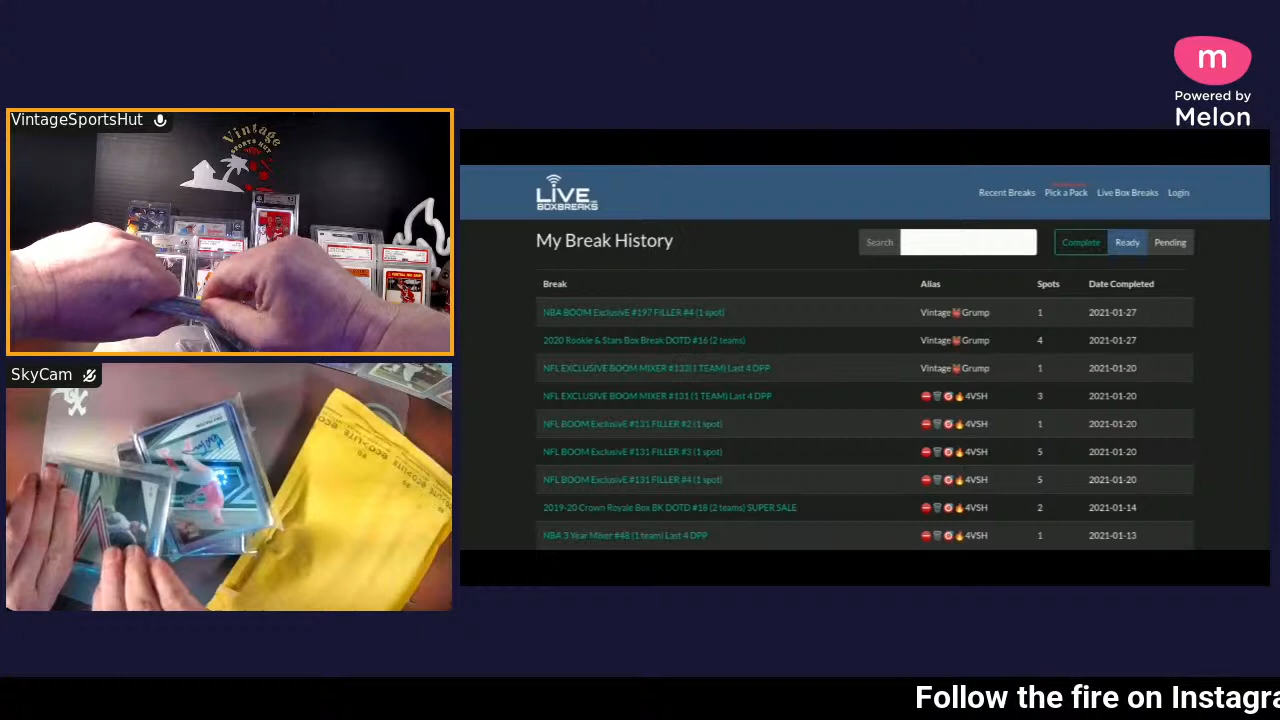 m
Powered by
Melon
VintageSportsHut
Vintage
SPORTS HUT
SkyCam
LIVE
BOXBREAKS
Recent Breaks Pick a Pack Live Box Breaks Login
My Break History
Search
Complete Ready Pending
Break Alias Spots Date Completed
NBA BOOM ExclusivE #197 FILLER #4 (1 spot) Vintage👹Grump 1 2021-01-27
2020 Rookie & Stars Box Break DOTD #16 (2 teams) Vintage👹Grump 4 2021-01-27
NFL EXCLUSIVE BOOM MIXER #132( 1 TEAM) Last 4 DPP Vintage👹Grump 1 2021-01-20
NFL EXCLUSIVE BOOM MIXER #131 (1 TEAM) Last 4 DPP ⛔🗑🎯🔥4VSH 3 2021-01-20
NFL BOOM ExclusivE #131 FILLER #2 (1 spot) ⛔🗑🎯🔥4VSH 1 2021-01-20
NFL BOOM ExclusivE #131 FILLER #3 (1 spot) ⛔🗑🎯🔥4VSH 5 2021-01-20
NFL BOOM ExclusivE #131 FILLER #4 (1 spot) ⛔🗑🎯🔥4VSH 5 2021-01-20
2019-20 Crown Royale Box BK DOTD #18 (2 teams) SUPER SALE ⛔🗑🎯🔥4VSH 2 2021-01-14
NBA 3 Year Mixer #48 (1 team) Last 4 DPP ⛔🗑🎯🔥4VSH 1 2021-01-13
Follow the fire on Instagra